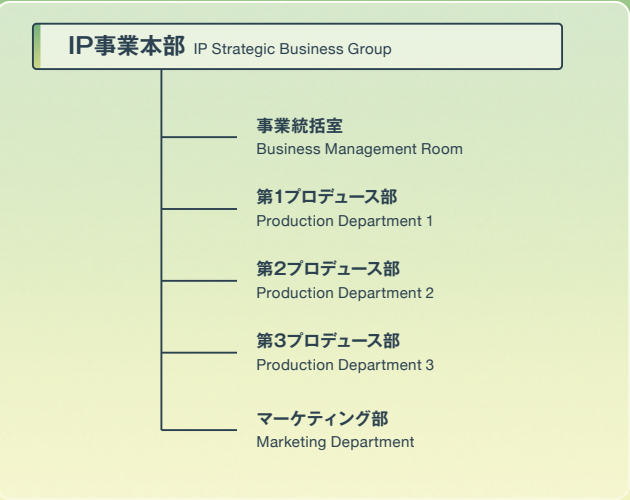 IP事業本部 IP Strategic Business Group
事業統括室
Business Management Room
第1プロデュース部
Production Department 1
第2プロデュース部
Production Department 2
第3プロデュース部
Production Department 3
マーケティング部
Marketing Department